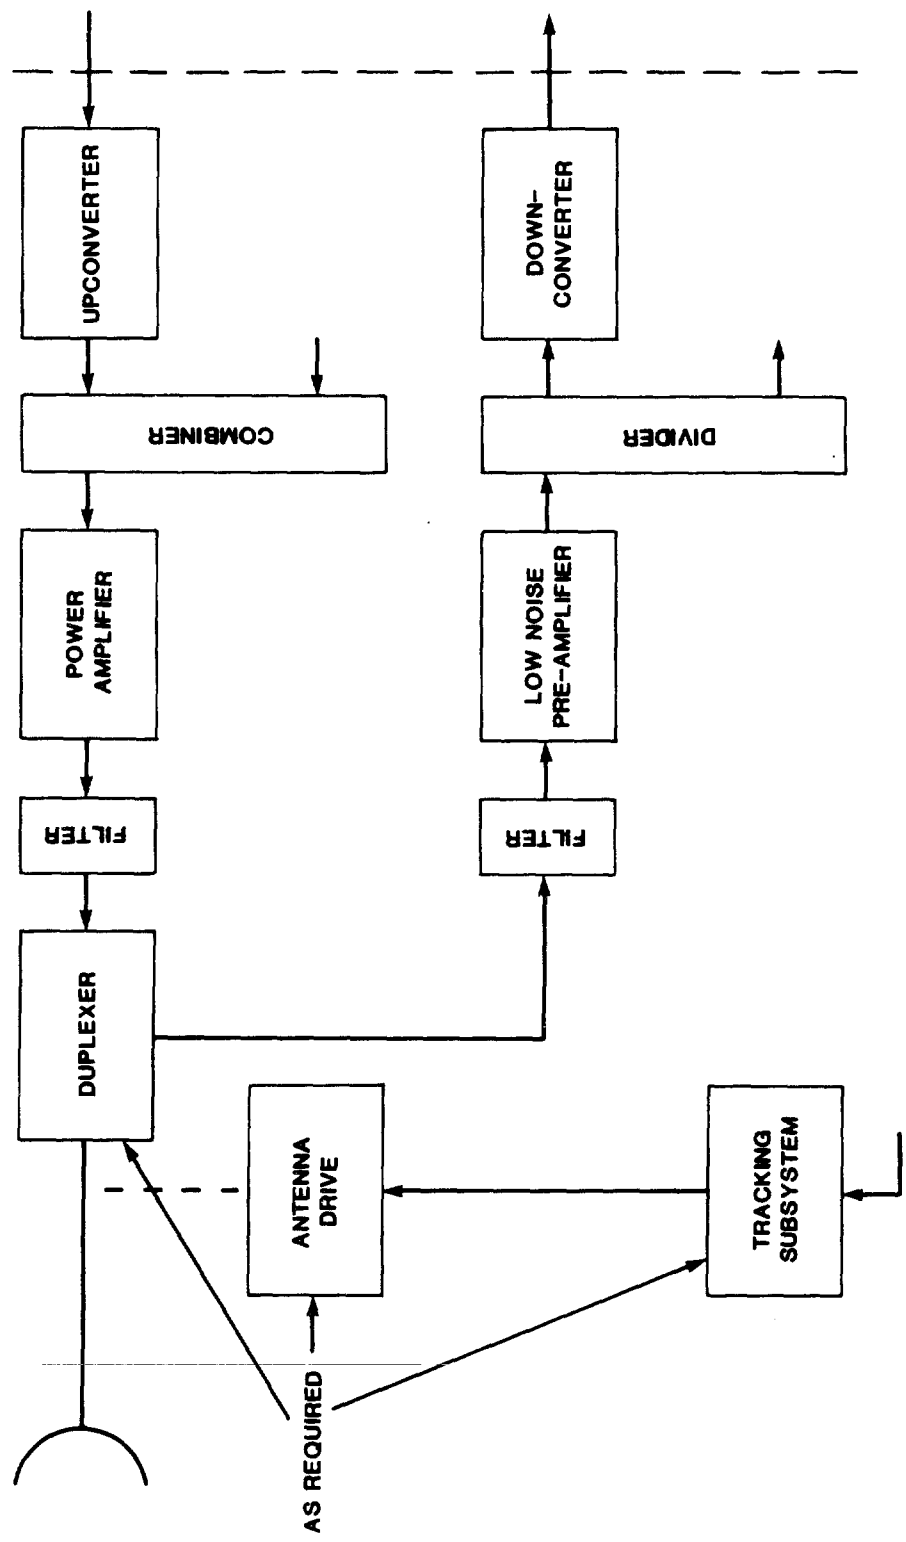 DUPLEXER
FILTER
POWER
AMPLIFIER
COMBINER
UPCONVERTER
ANTENNA
DRIVE
FILTER
LOW NOISE
PRE-AMPLIFIER
DIVIDER
DOWN-
CONVERTER
AS REQUIRED
TRACKING
SUBSYSTEM